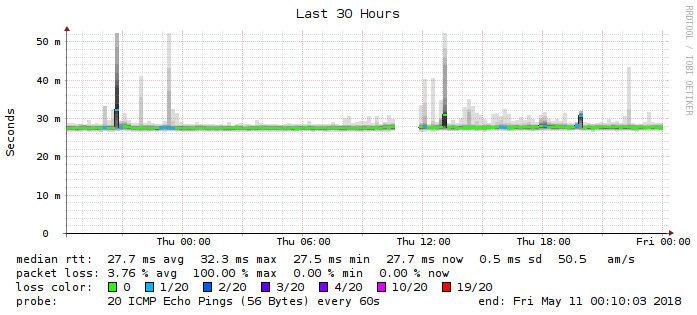 Last 30 Hours
RRDTOOL / TOBI OETIKER
Seconds
50 m
40 m
30 m
20 m
10 m
0
Thu 00:00 Thu 06:00 Thu 12:00 Thu 18:00 Fri 00:00
median rtt: 27.7 ms avg 32.3 ms max 27.5 ms min 27.7 ms now 0.5 ms sd 50.5 am/s
packet loss: 3.76 % avg 100.00 % max 0.00 % min 0.00 % now
loss color: 0 1/20 2/20 3/20 4/20 10/20 19/20
probe: 20 ICMP Echo Pings (56 Bytes) every 60s end: Fri May 11 00:10:03 2018